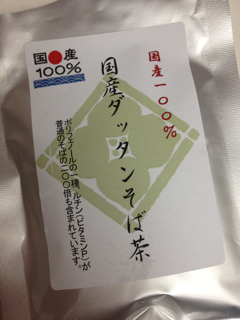 国産
100%
国産一〇〇%
国産ダッタンそば茶
ポリフェノールの一種、ルチン(ビタミンP)が
普通のそばの一〇〇倍も含まれています。